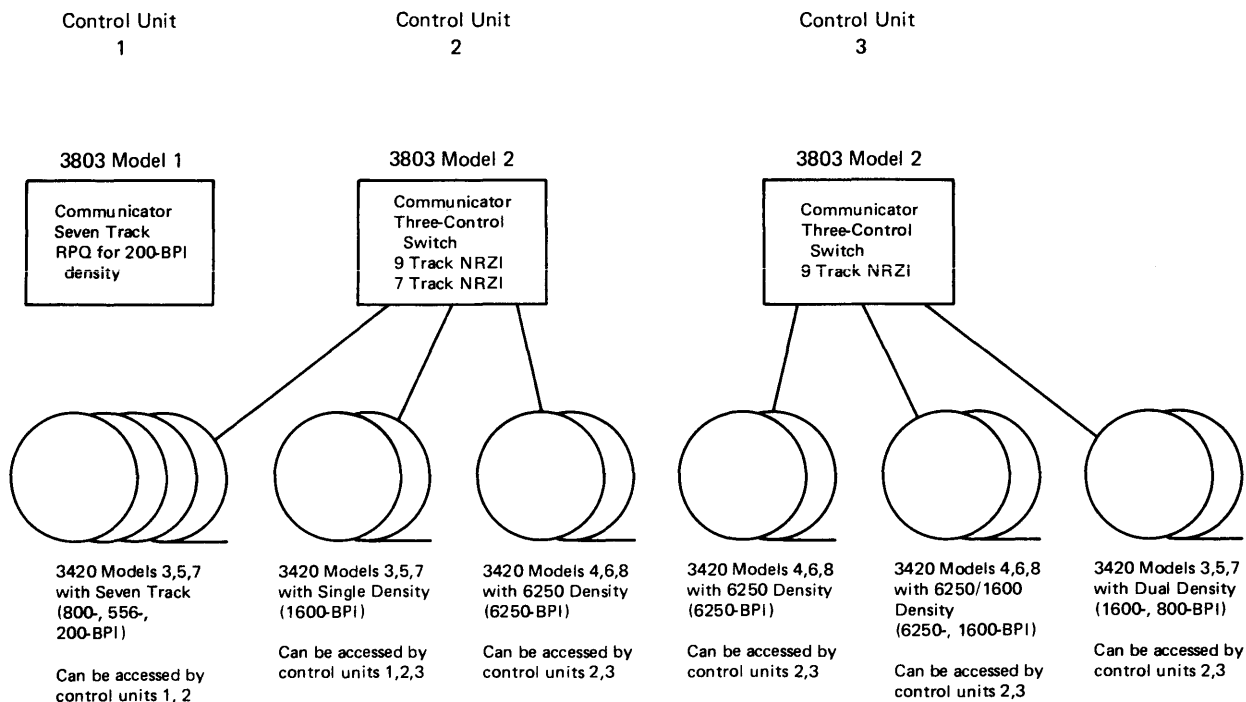 Control Unit
1
Control Unit
2
Control Unit
3
3803 Model 1
Communicator
Seven Track
RPQ for 200-BPI
density
3803 Model 2
Communicator
Three-Control
Switch
9 Track NRZI
7 Track NRZI
3803 Model 2
Communicator
Three-Control
Switch
9 Track NRZI
3420 Models 3,5,7
with Seven Track
(800-, 556-,
200-BPI)
Can be accessed by
control units 1, 2
3420 Models 3,5,7
with Single Density
(1600-BPI)
Can be accessed by
control units 1,2,3
3420 Models 4,6,8
with 6250 Density
(6250-BPI)
Can be accessed by
control units 2,3
3420 Models 4,6,8
with 6250 Density
(6250-BPI)
Can be accessed by
control units 2,3
3420 Models 4,6,8
with 6250/1600
Density
(6250-, 1600-BPI)
Can be accessed by
control units 2,3
3420 Models 3,5,7
with Dual Density
(1600-, 800-BPI)
Can be accessed by
control units 2,3